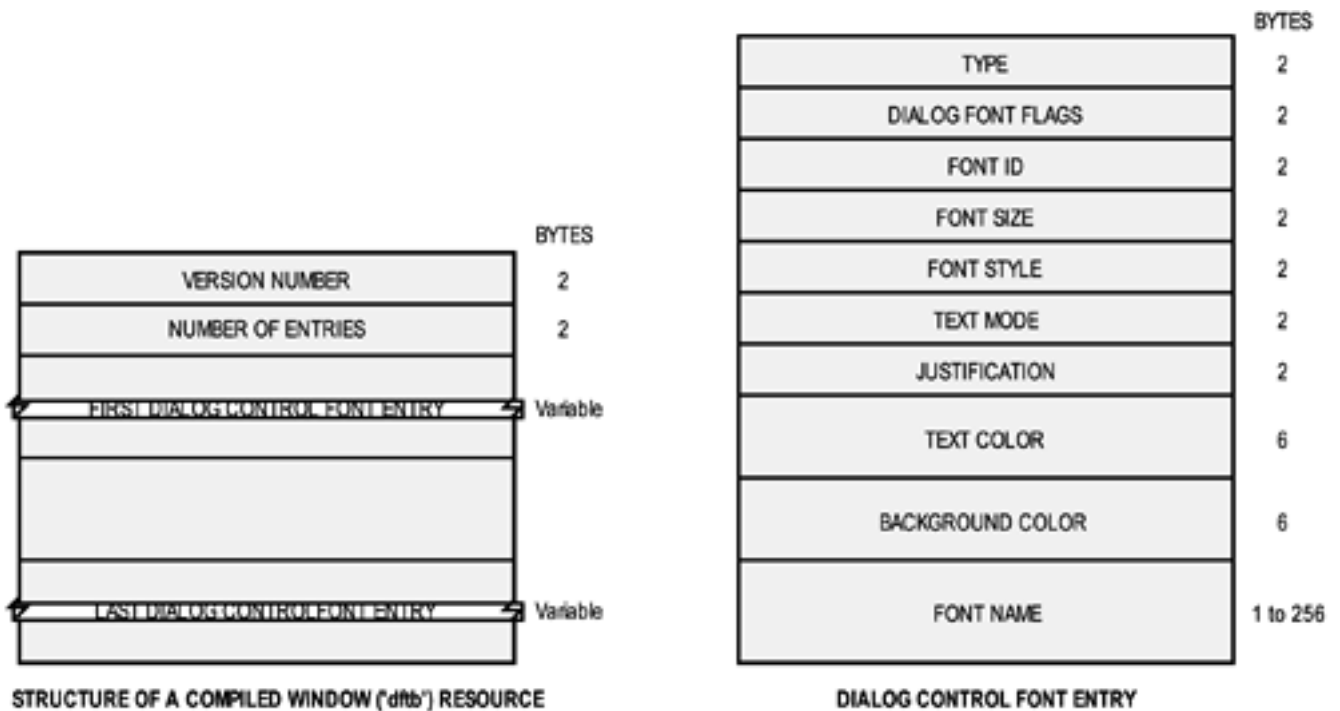 BYTES
VERSION NUMBER 2
NUMBER OF ENTRIES 2
FIRST DIALOG CONTROL FONT ENTRY Variable
LAST DIALOG CONTROLFONT ENTRY Variable
STRUCTURE OF A COMPILED WINDOW ('dftb') RESOURCE
BYTES
TYPE 2
DIALOG FONT FLAGS 2
FONT ID 2
FONT SIZE 2
FONT STYLE 2
TEXT MODE 2
JUSTIFICATION 2
TEXT COLOR 6
BACKGROUND COLOR 6
FONT NAME 1 to 256
DIALOG CONTROL FONT ENTRY